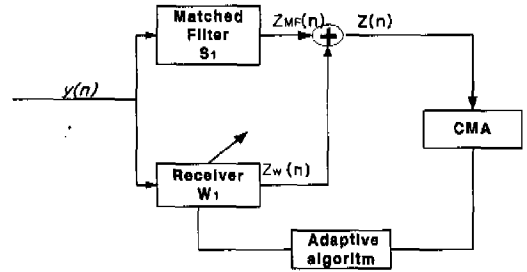 Matched
Filter
S1
ZMF(n)
Z(n)
y(n)
CMA
Receiver
W1
Zw(n)
Adaptive
algoritm